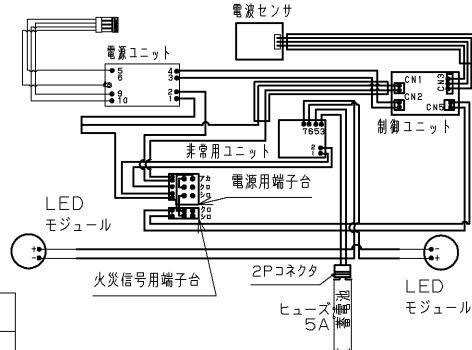 電波センサ
電源ユニット
5
6
9
10
4
3
2
1
CN1
CN2
CN3
CN5
制御ユニット
7653
2
1
非常用ユニット
電源用端子台
アカ
クロ
シロ
クロ
シロ
LED
モジュール
+
-
火災信号用端子台
2Pコネクタ
ヒューズ
5A
蓄電池
-
+
LED
モジュール